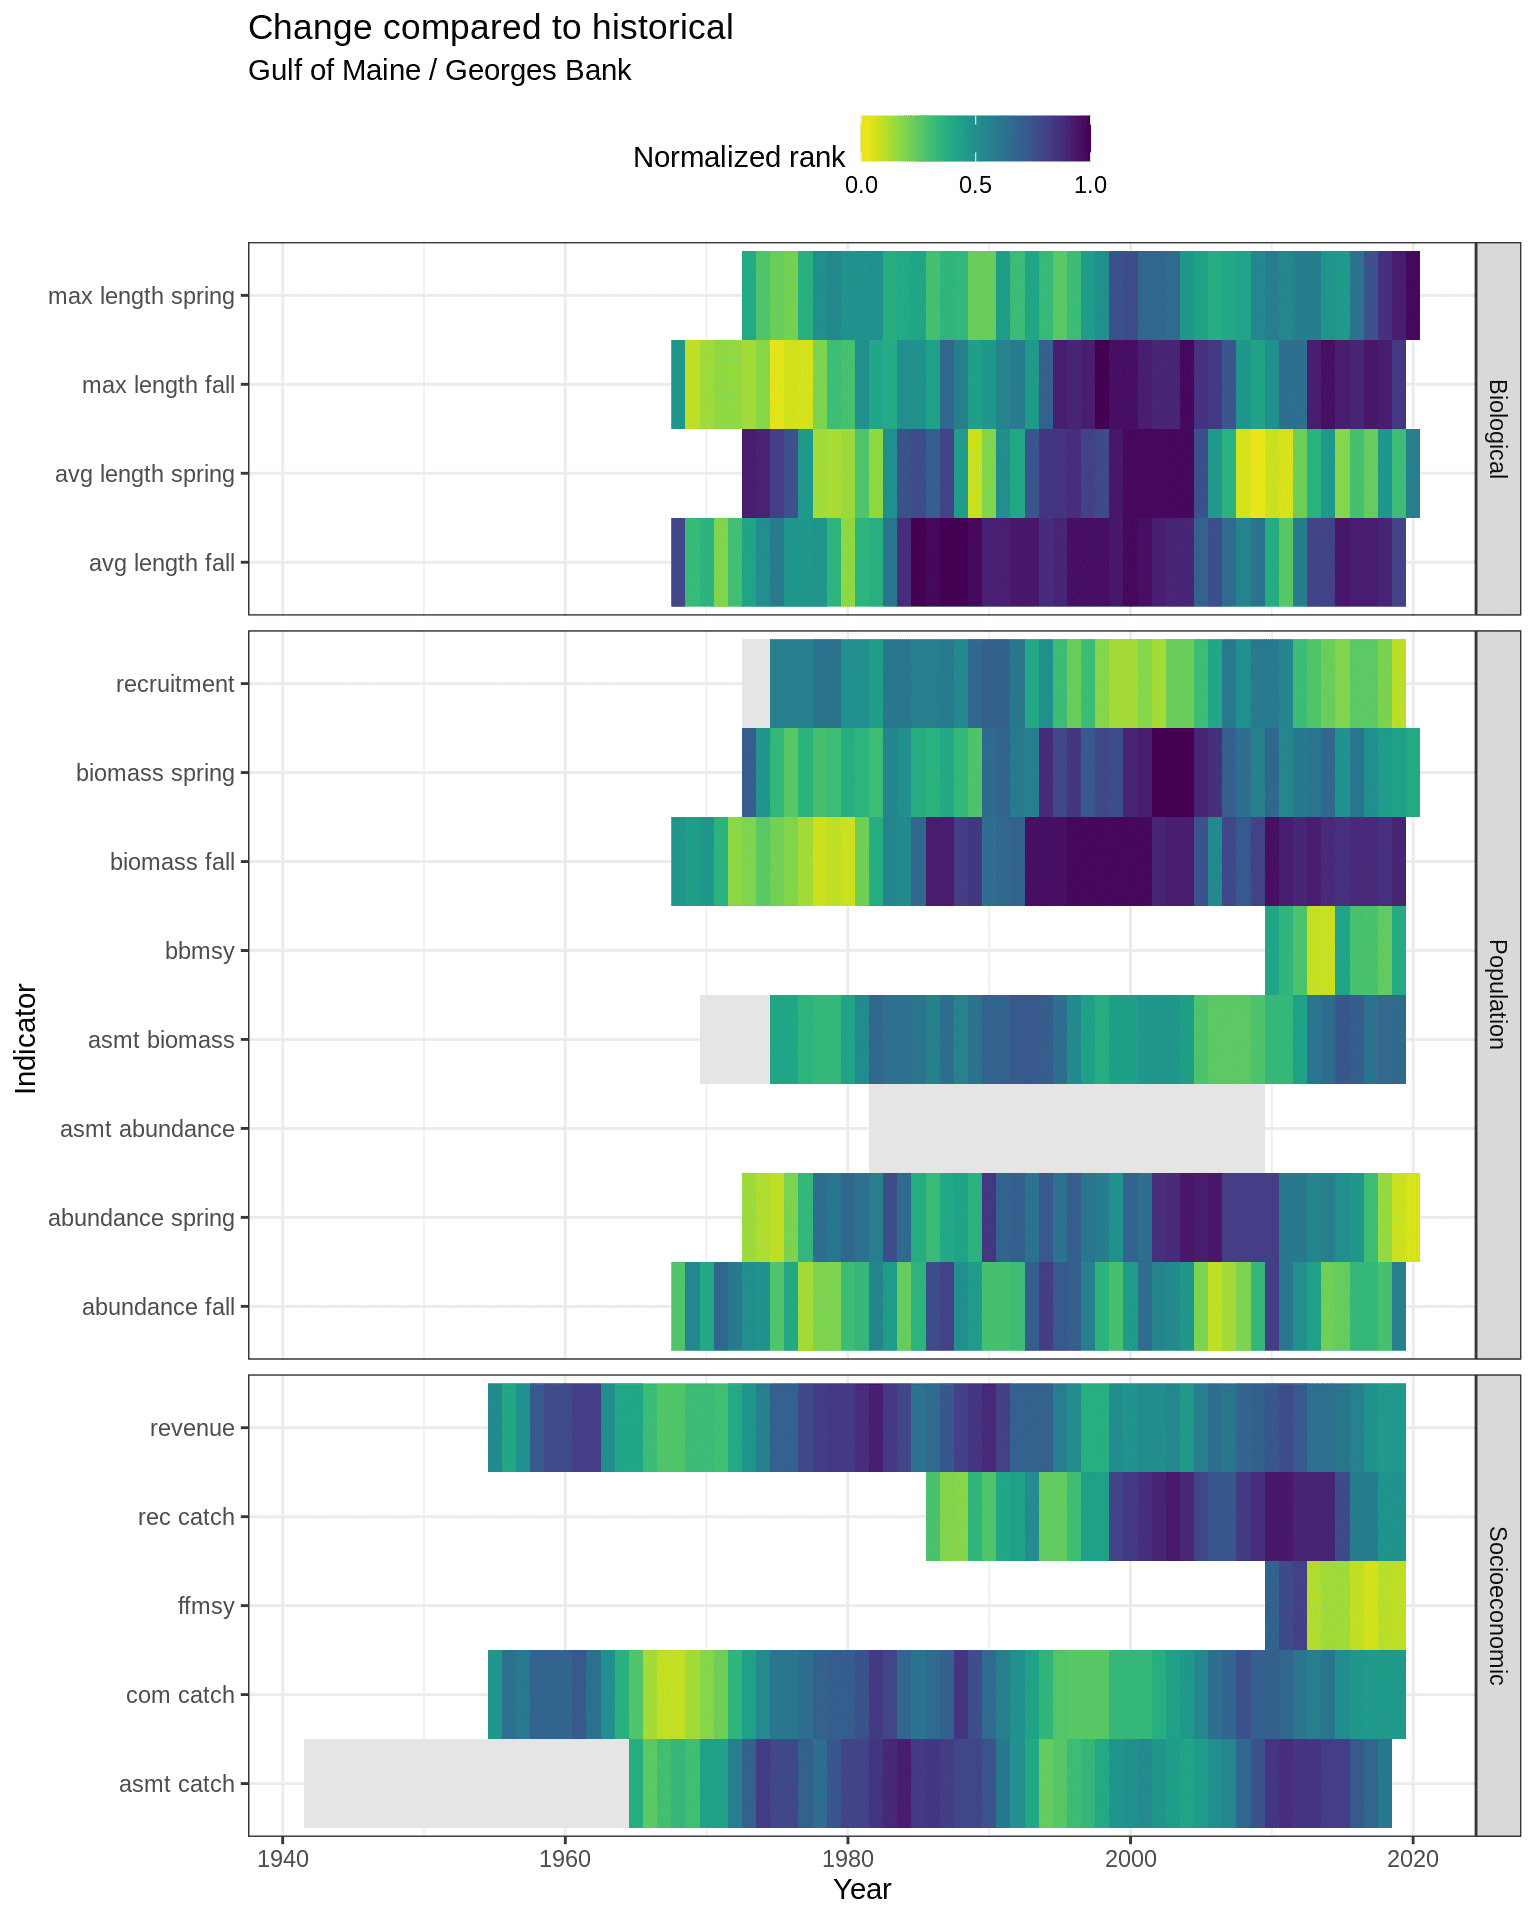 Change compared to historical
Gulf of Maine / Georges Bank
Normalized rank
0.0 0.5 1.0
max length spring
max length fall
avg length spring
avg length fall
Biological
recruitment
biomass spring
biomass fall
bbmsy
asmt biomass
asmt abundance
abundance spring
abundance fall
Population
revenue
rec catch
ffmsy
com catch
asmt catch
Socioeconomic
Indicator
1940 1960 1980 2000 2020
Year